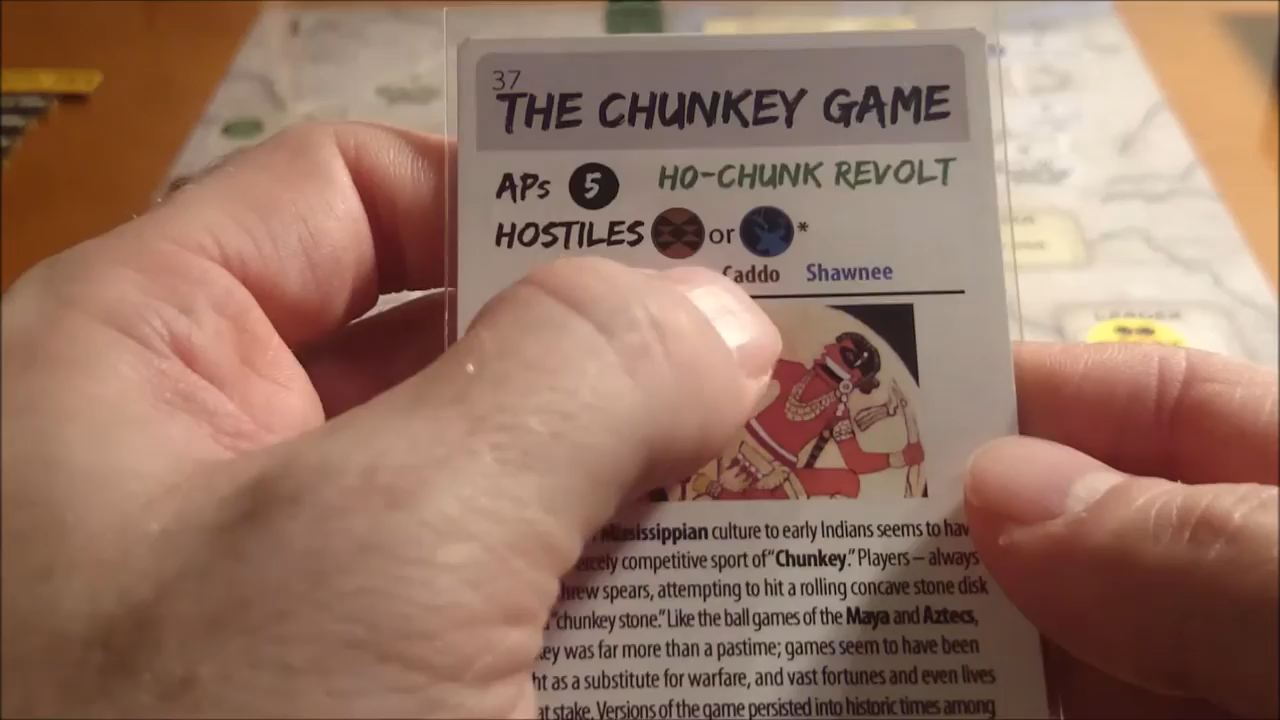 37
THE CHUNKEY GAME
APs 5 HO-CHUNK REVOLT
HOSTILES or *
Caddo Shawnee
Mississippian culture to early Indians seems to have
competitive sport of "Chunkey." Players – always
threw spears, attempting to hit a rolling concave stone disk
"chunkey stone." Like the ball games of the Maya and Aztecs,
was far more than a pastime; games seem to have been
as a substitute for warfare, and vast fortunes and even lives
at stake. Versions of the game persisted into historic times among